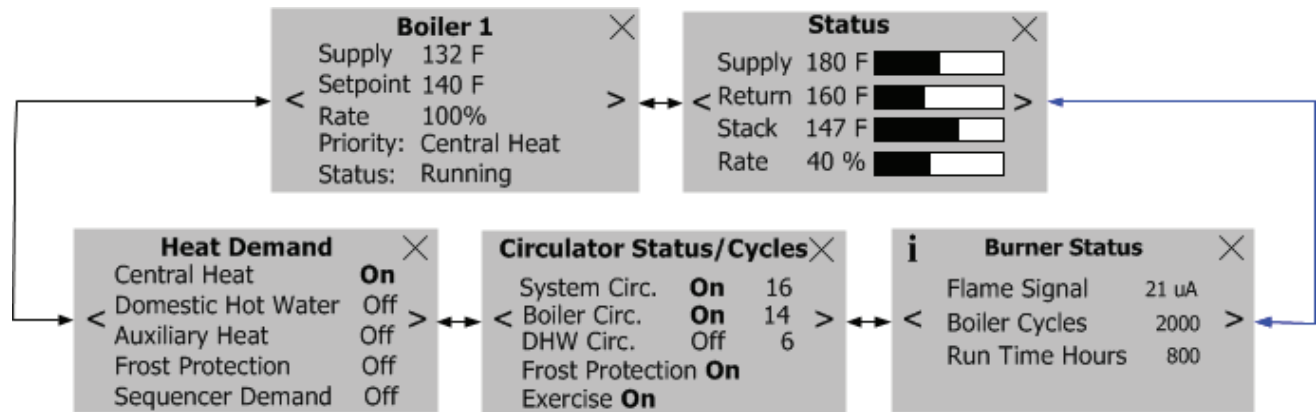 Boiler 1
Supply 132 F
Setpoint 140 F
< >
Rate 100%
Priority: Central Heat
Status: Running
Status
Supply 180 F
< Return 160 F >
Stack 147 F
Rate 40 %
Heat Demand
Central Heat On
< Domestic Hot Water Off >
Auxiliary Heat Off
Frost Protection Off
Sequencer Demand Off
Circulator Status/Cycles
System Circ. On 16
< Boiler Circ. On 14 >
DHW Circ. Off 6
Frost Protection On
Exercise On
i Burner Status
Flame Signal 21 uA
< Boiler Cycles 2000 >
Run Time Hours 800